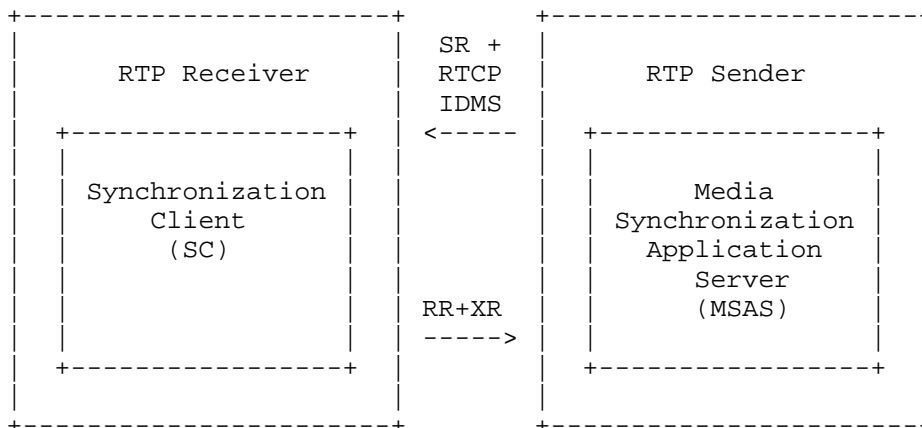 SR +
RTP Receiver RTCP RTP Sender
IDMS
<-----
Synchronization Media
Client Synchronization
(SC) Application
Server
RR+XR (MSAS)
----->